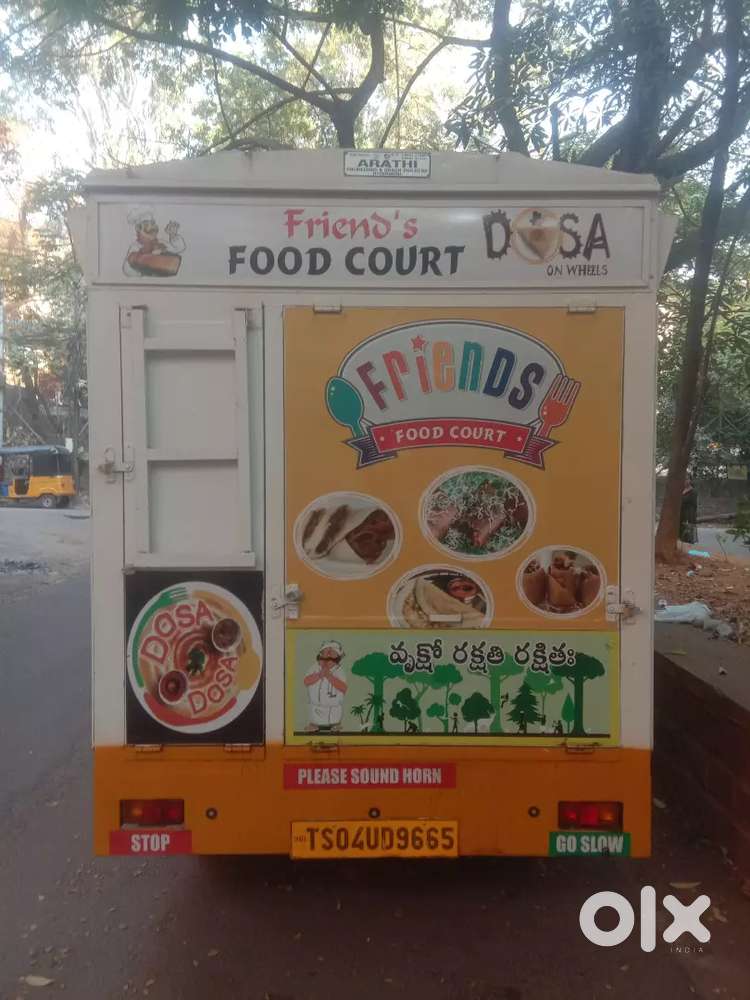 ARATHI
Friend's
FOOD COURT
DOSA
ON WHEELS
FRiENDS
FOOD COURT
DOSA
DOSA
వృక్షో రక్షతి రక్షితః
PLEASE SOUND HORN
STOP
TS04UD9665
GO SLOW
olx
INDIA